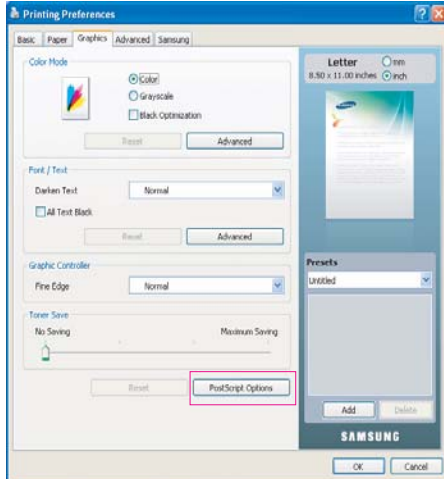 Printing Preferences
Basic Paper Graphics Advanced Samsung
Color Mode
Color
Grayscale
Black Optimization
Reset Advanced
Font / Text
Darken Text Normal
All Text Black
Reset Advanced
Graphic Controller
Fine Edge Normal
Toner Save
No Saving Maximum Saving
Reset PostScript Options
Letter mm
8.50 x 11.00 inches inch
Presets
Untitled
Add Delete
SAMSUNG
OK Cancel